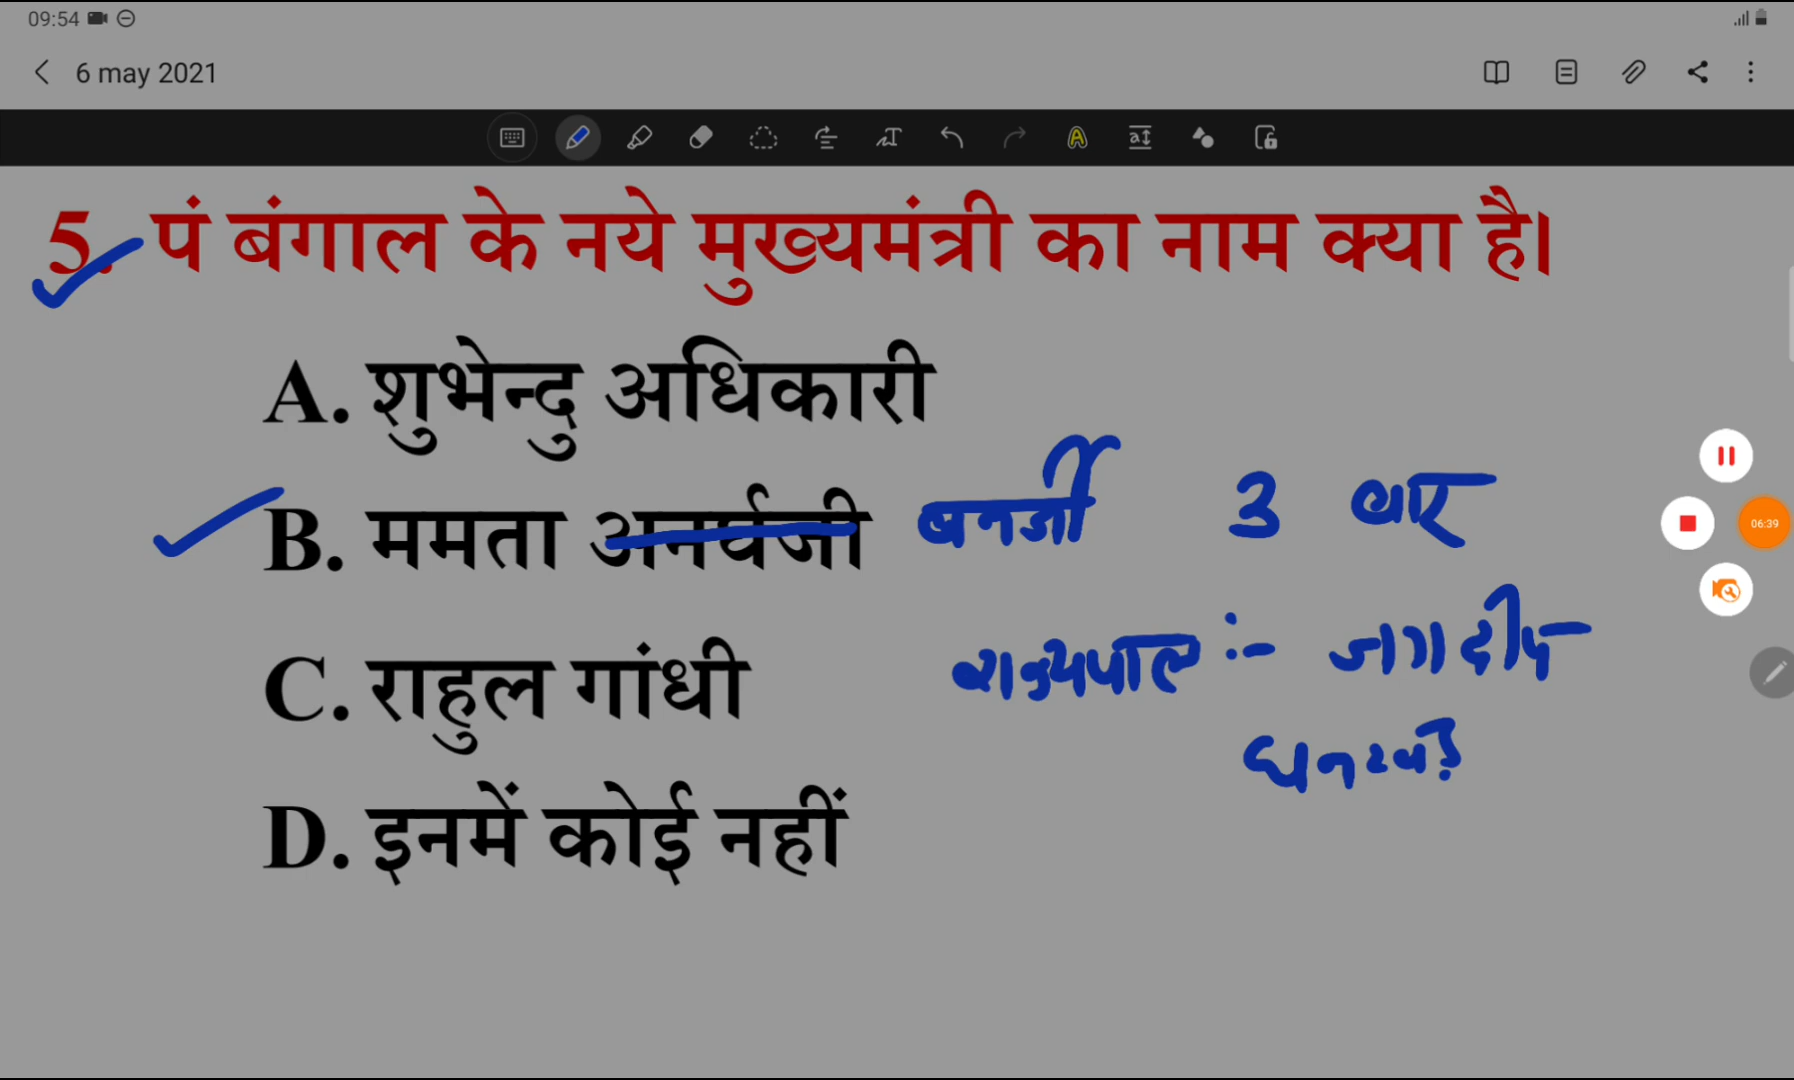 09:54
6 may 2021
5. पं बंगाल के नये मुख्यमंत्री का नाम क्या है।
A. शुभेन्दु अधिकारी
B. ममता अनर्घजी बनर्जी 3 बार
C. राहुल गांधी
राज्यपाल :- जगदीप
धनखड़
D. इनमें कोई नहीं
06:39